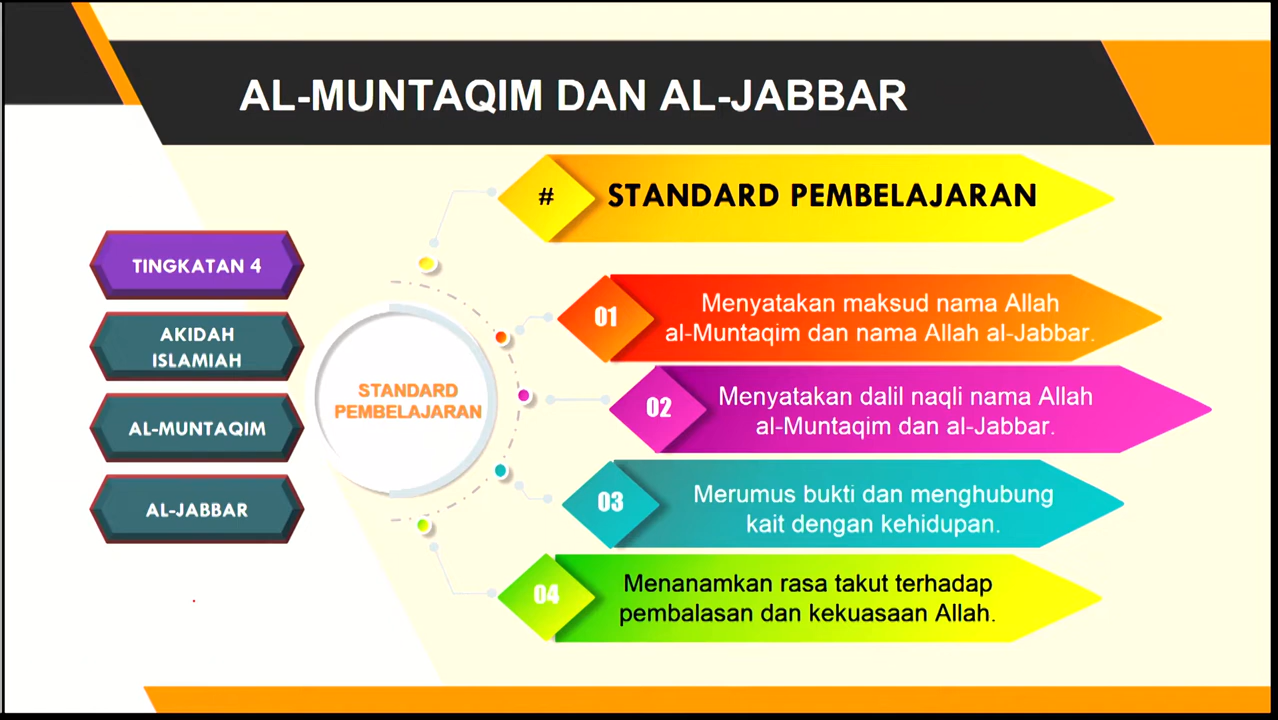 AL-MUNTAQIM DAN AL-JABBAR
TINGKATAN 4
AKIDAH
ISLAMIAH
AL-MUNTAQIM
AL-JABBAR
STANDARD
PEMBELAJARAN
# STANDARD PEMBELAJARAN
01 Menyatakan maksud nama Allah
al-Muntaqim dan nama Allah al-Jabbar.
02 Menyatakan dalil naqli nama Allah
al-Muntaqim dan al-Jabbar.
03 Merumus bukti dan menghubung
kait dengan kehidupan.
04 Menanamkan rasa takut terhadap
pembalasan dan kekuasaan Allah.